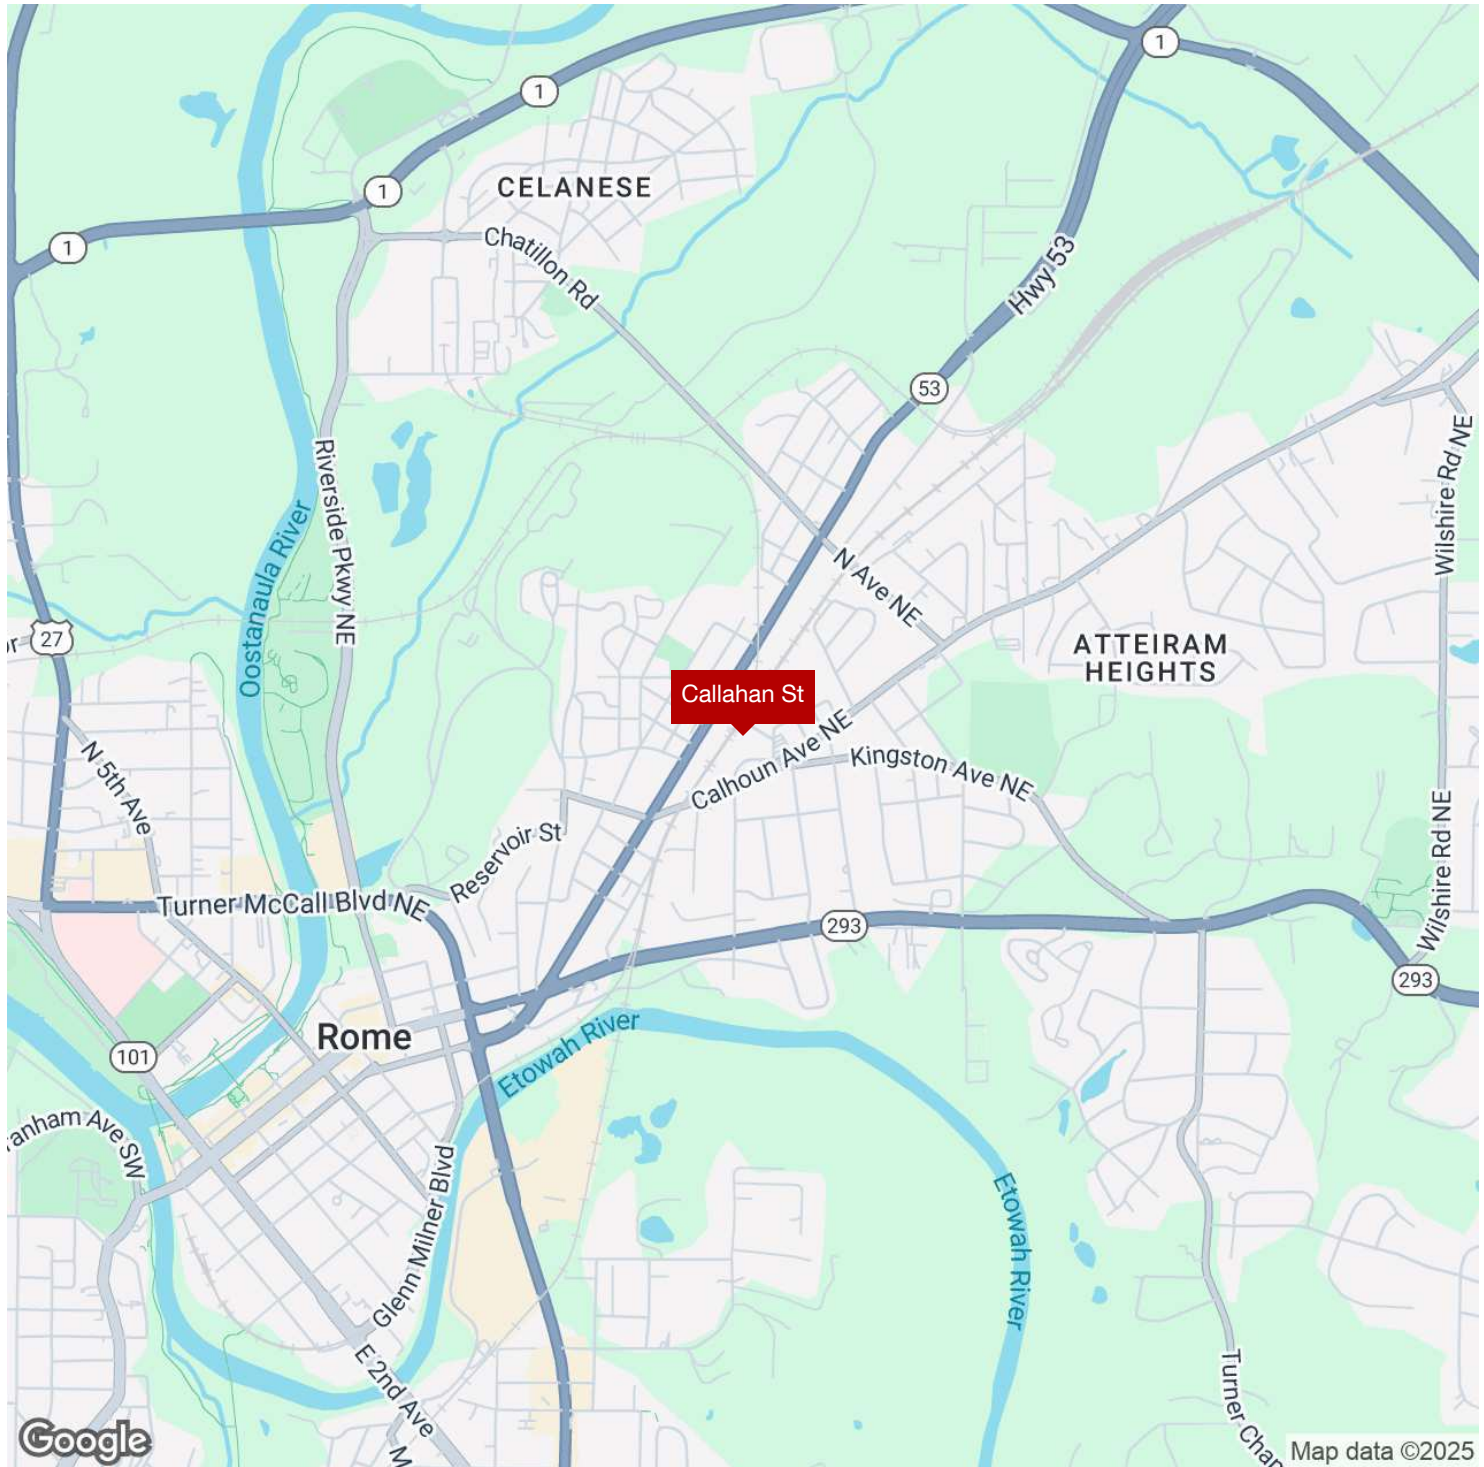 1
1
1
CELANESE
1
Chatillon Rd
Hwy 53
53
Riverside Pkwy NE
Oostanaula River
Wilshire Rd NE
N Ave NE
27
ATTEIRAM
HEIGHTS
Callahan St
Calhoun Ave NE
Kingston Ave NE
N 5th Ave
Reservoir St
Wilshire Rd NE
Turner McCall Blvd NE
293
293
Rome
Etowah River
101
anham Ave SW
Glenn Milner Blvd
Etowah River
E 2nd Ave
Turner Chap
M
Google
Map data ©2025